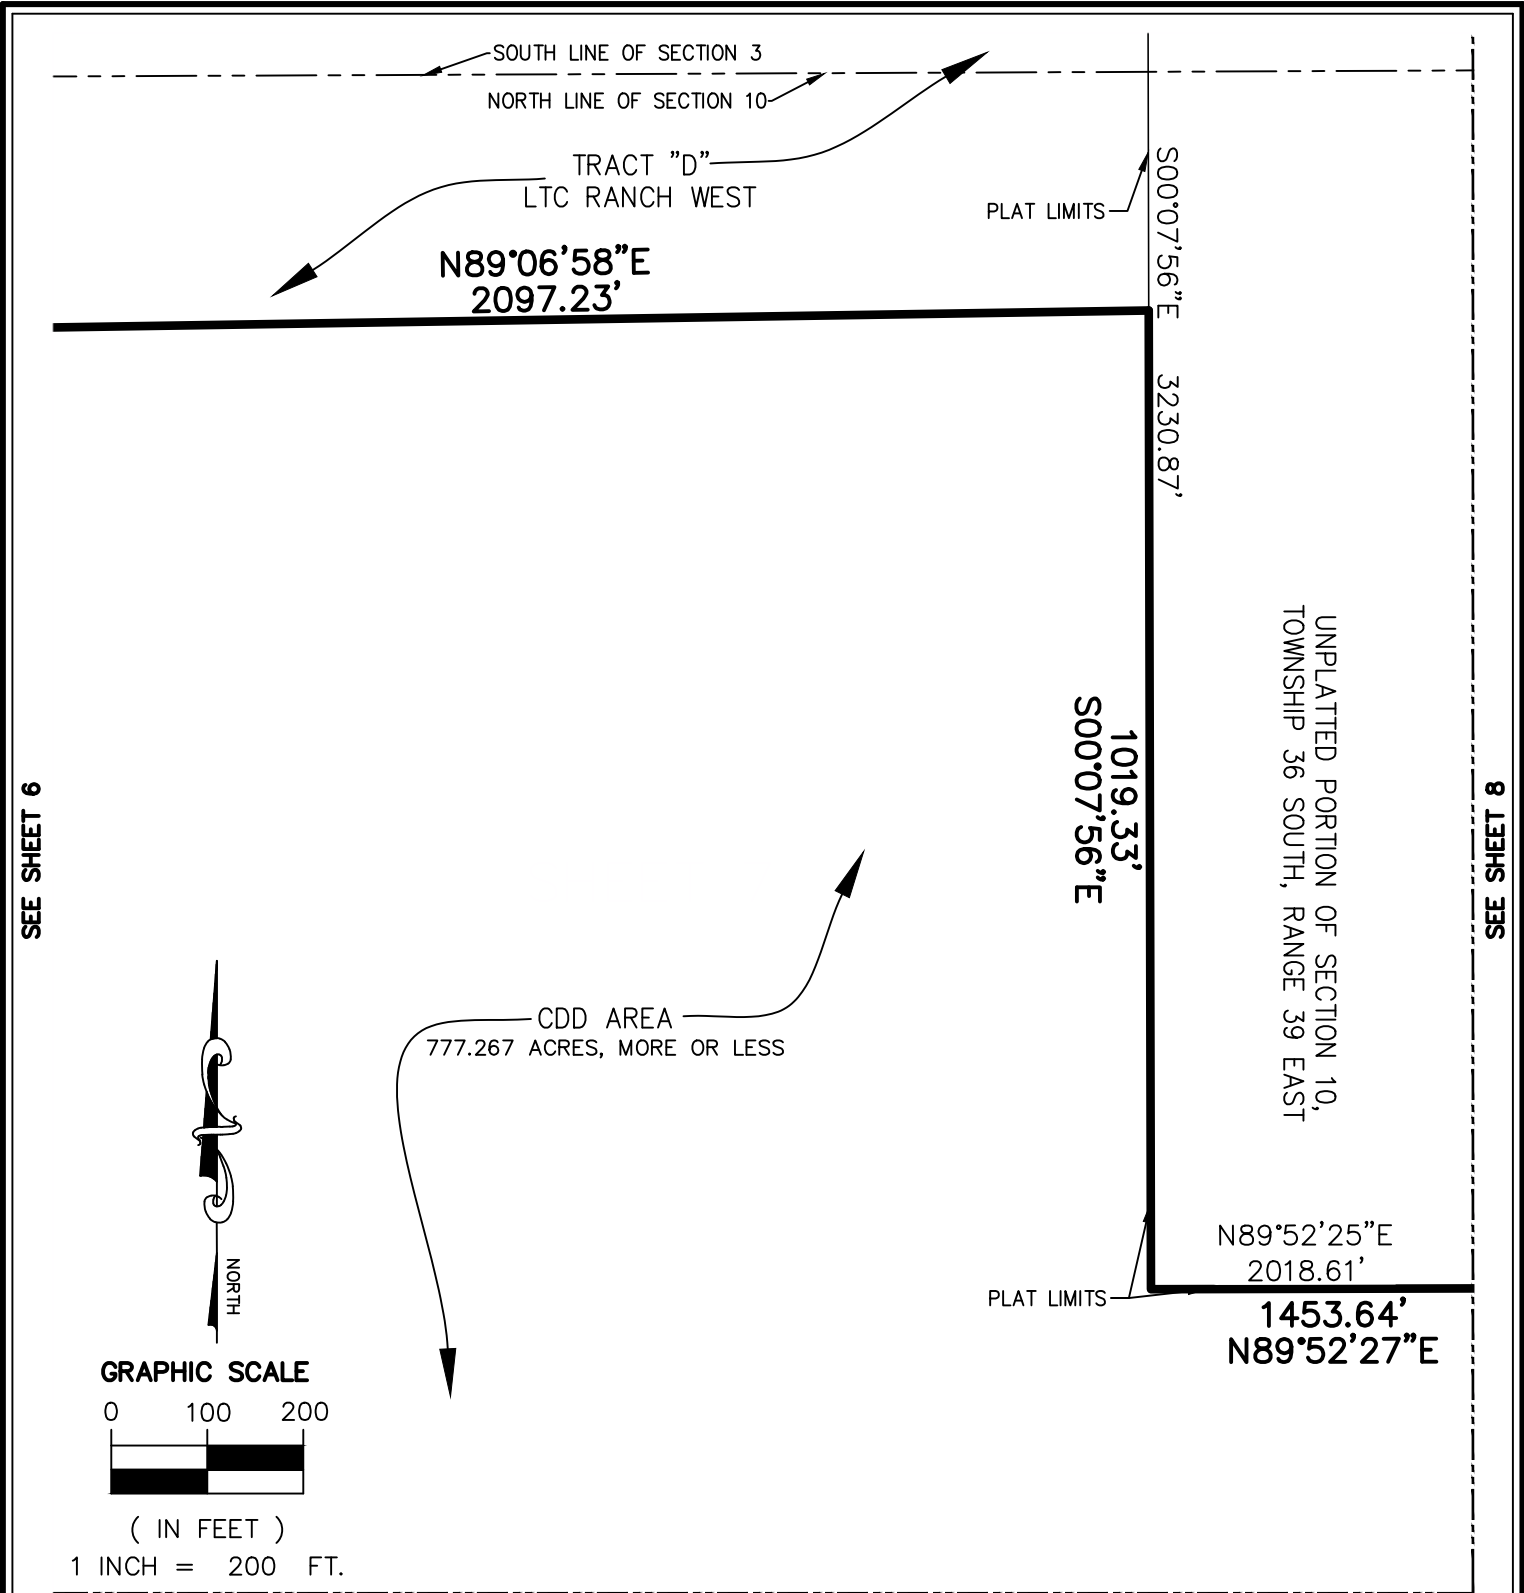 SOUTH LINE OF SECTION 3
NORTH LINE OF SECTION 10
TRACT "D"
LTC RANCH WEST
PLAT LIMITS
S00°07'56"E 3230.87'
N89°06'58"E
2097.23'
UNPLATTED PORTION OF SECTION 10,
TOWNSHIP 36 SOUTH, RANGE 39 EAST
1019.33'
S00°07'56"E
SEE SHEET 6
SEE SHEET 8
CDD AREA
777.267 ACRES, MORE OR LESS
N89°52'25"E
2018.61'
PLAT LIMITS
1453.64'
N89°52'27"E
NORTH
GRAPHIC SCALE
0 100 200
( IN FEET )
1 INCH = 200 FT.